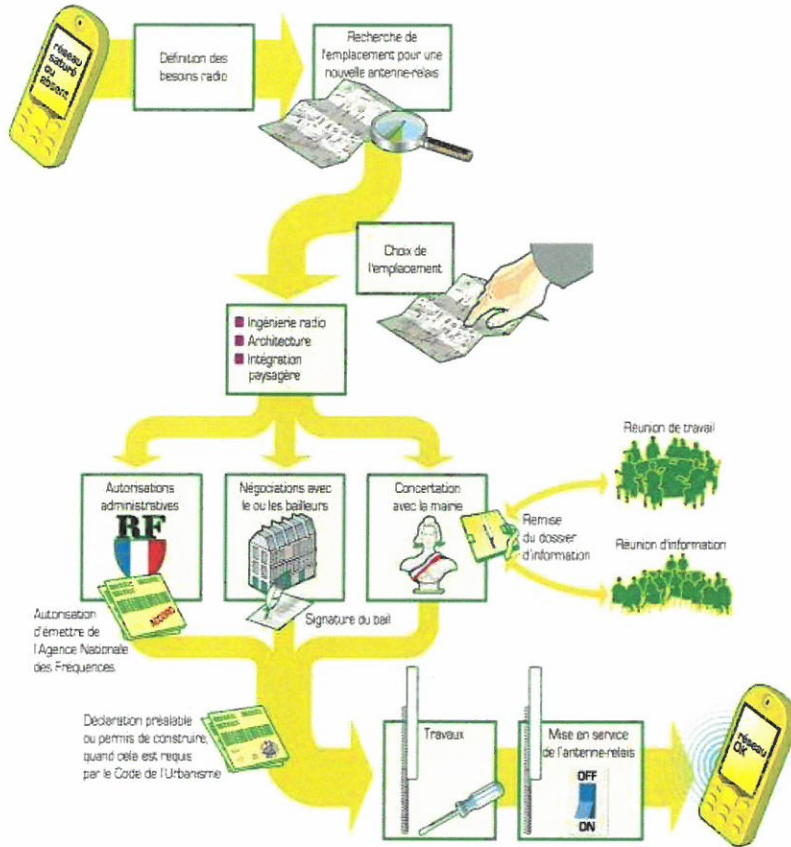 réseau
saturé
ou
absent
Définition des
besoins radio
Recherche de
l'emplacement pour une
nouvelle antenne-relais
Choix de
l'emplacement
Ingénierie radio
Architecture
Intégration
paysagère
Autorisations
administratives
RF
Négociations avec
le ou les bailleurs
Concertation
avec la mairie
Réunion de travail
Remise
du dossier
d'information
Réunion d'information
ACCORD
Autorisation
d'émettre de
l'Agence Nationale
des Fréquences
Signature du bail
Déclaration préalable
ou permis de construire,
quand cela est requis
par le Code de l'Urbanisme
Travaux
Mise en service
de l'antenne-relais
OFF
ON
réseau
OK